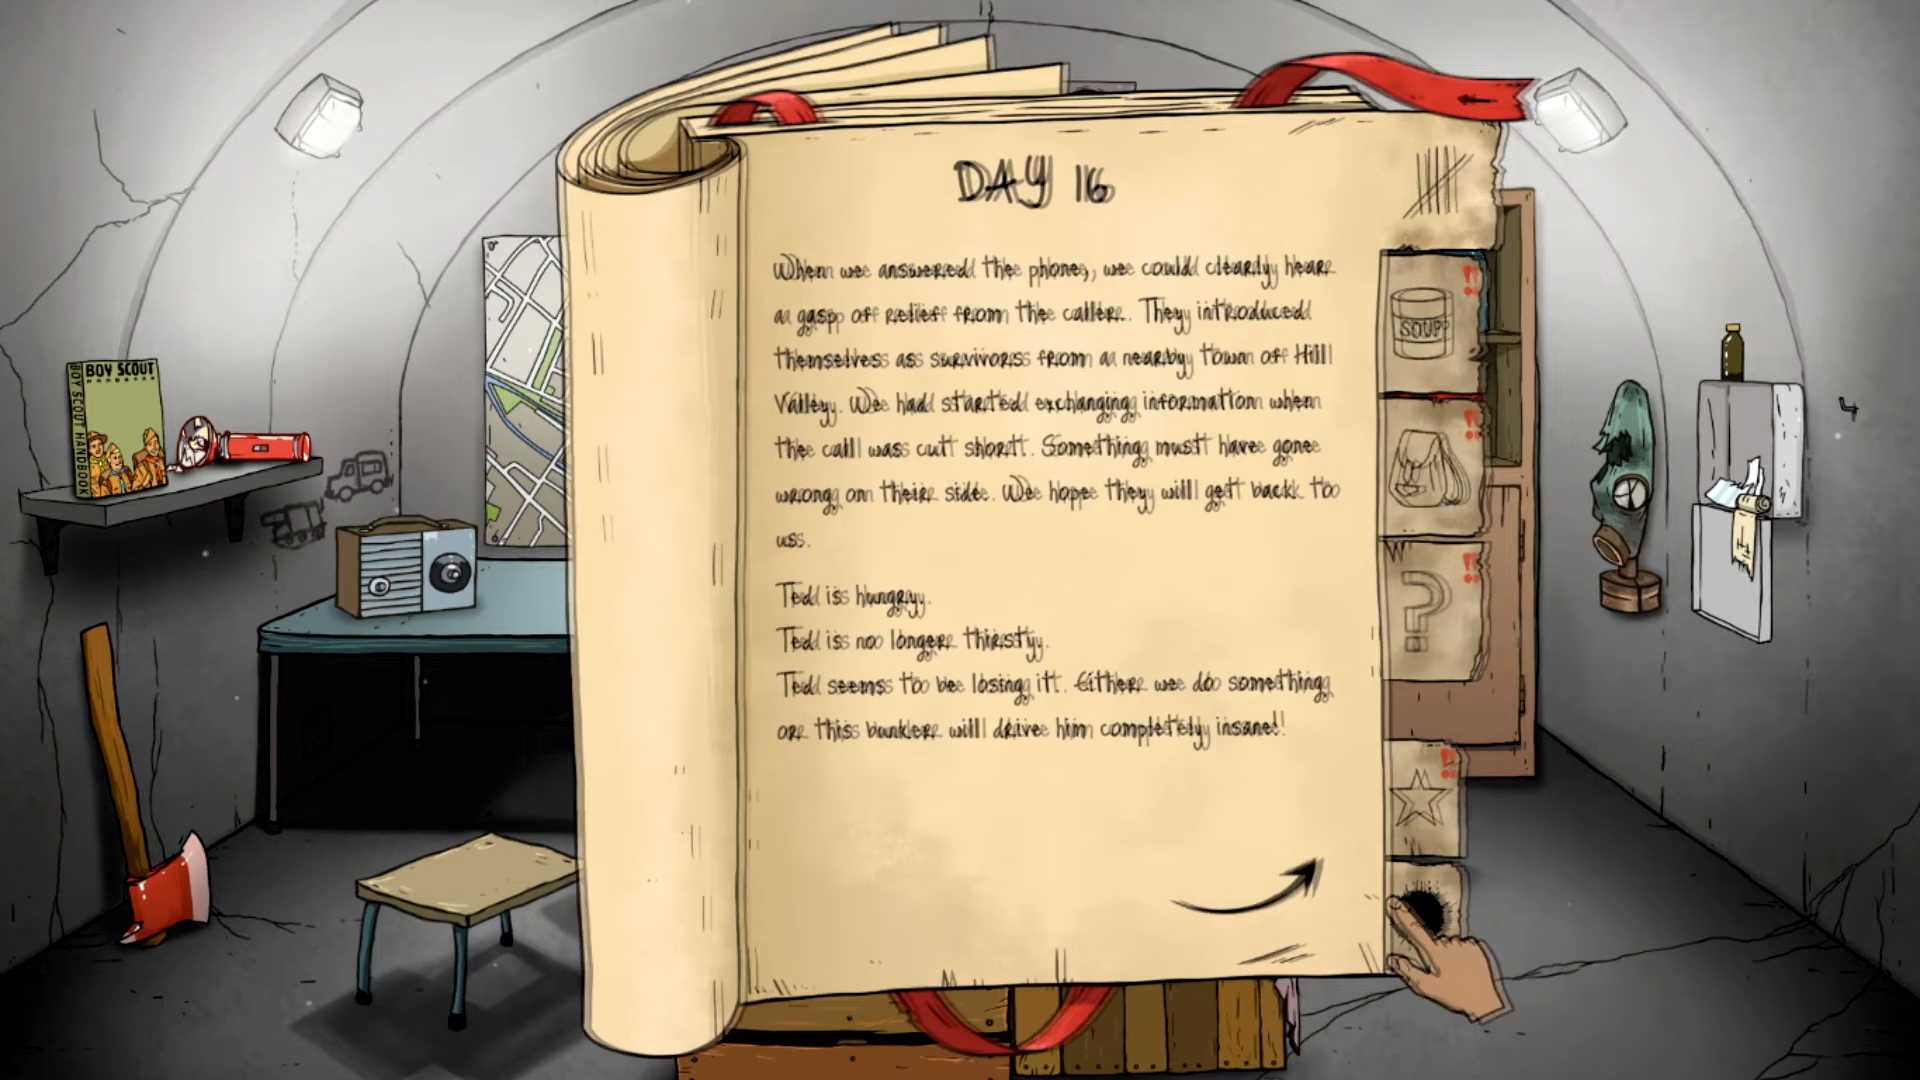 DAY 16
When we answered the phone, we could clearly hear
a gasp of relief from the caller. They introduced
themselves as survivors from a nearby town of Hill
Valley. We had started exchanging information when
the call was cut short. Something must have gone
wrong on their side. We hope they will get back to
us.
Ted is hungry.
Ted is no longer thirsty.
Ted seems to be losing it. Either we do something
or this bunker will drive him completely insane!
SOUP
BOY SCOUT
HANDBOOK
BOY SCOUT HANDBOOK